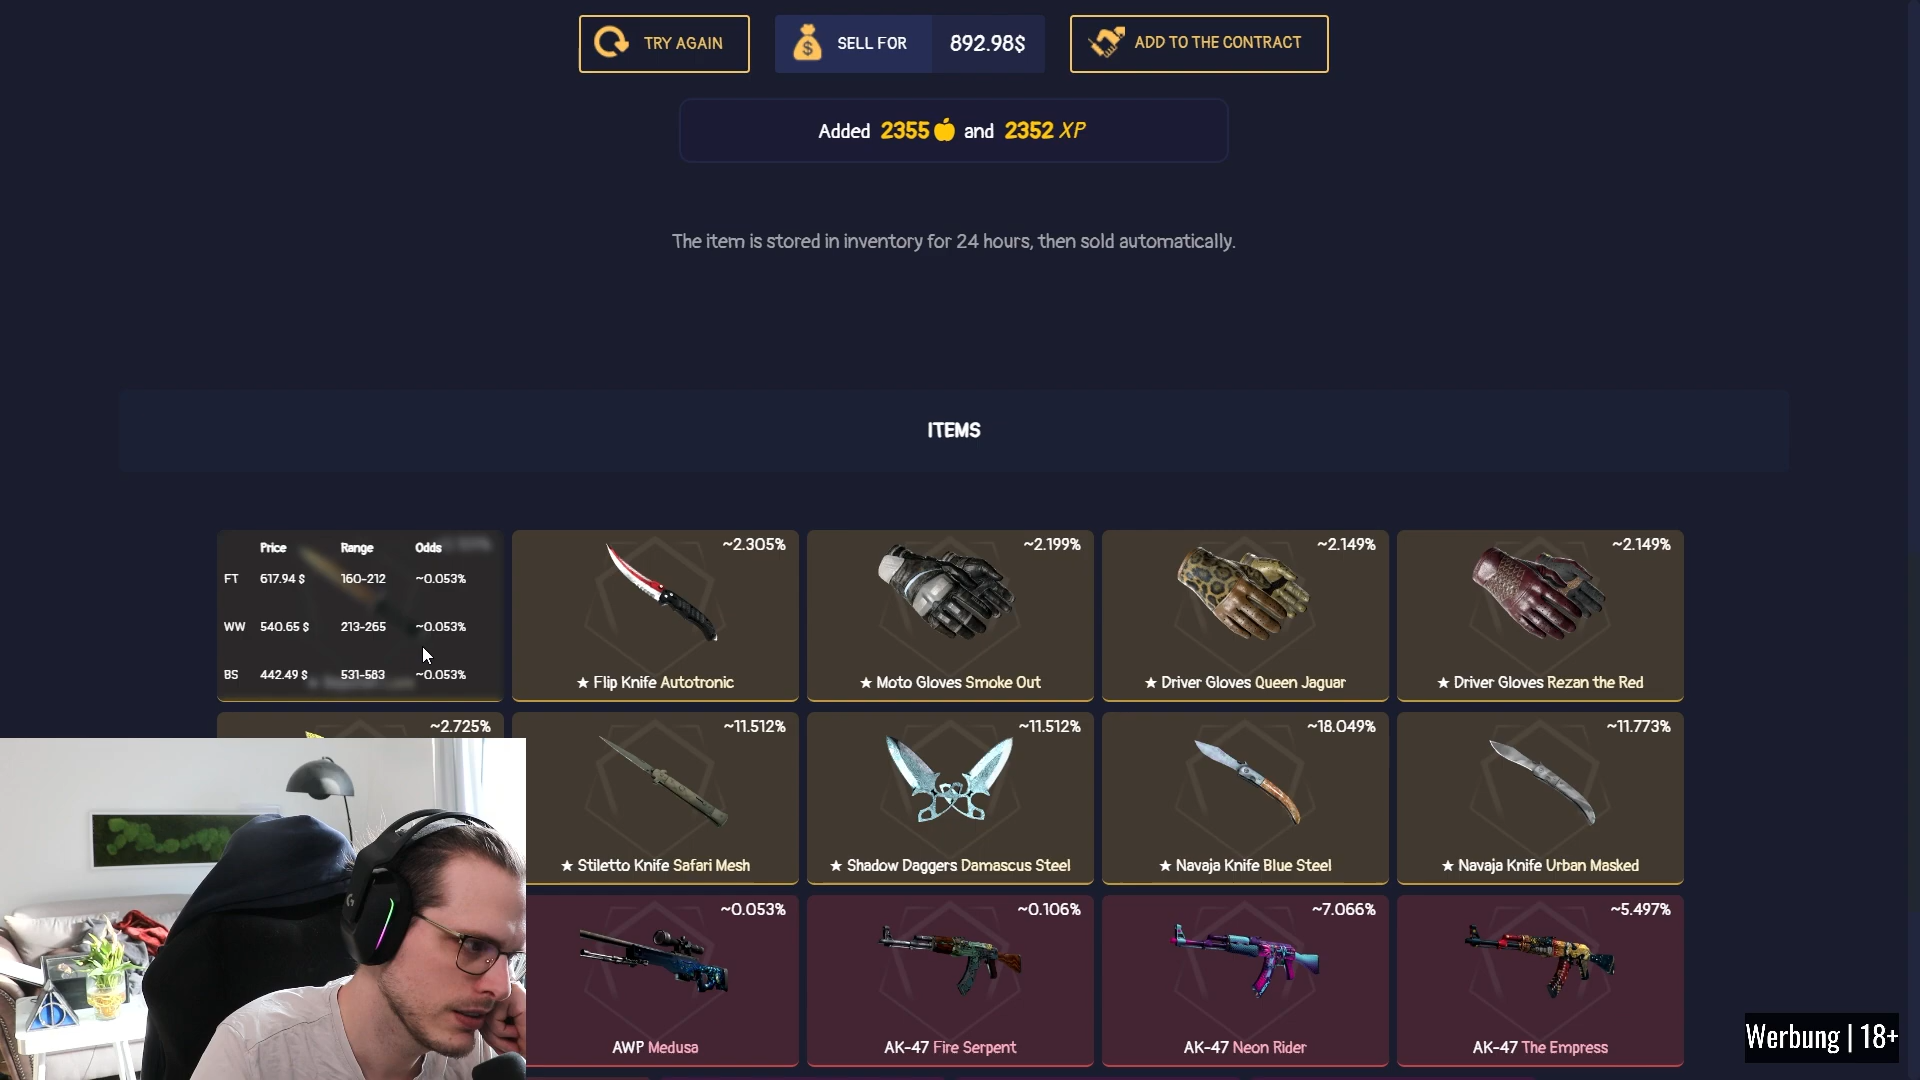 TRY AGAIN
SELL FOR
892.98$
ADD TO THE CONTRACT
Added 2355 and 2352 XP
The item is stored in inventory for 24 hours, then sold automatically.
ITEMS
Price Range Odds
FT 617.94 $ 160-212 ~0.053%
WW 540.65 $ 213-265 ~0.053%
BS 442.49 $ 531-583 ~0.053%
~2.305%
★ Flip Knife Autotronic
~2.199%
★ Moto Gloves Smoke Out
~2.149%
★ Driver Gloves Queen Jaguar
~2.149%
★ Driver Gloves Rezan the Red
~2.725%
~11.512%
★ Stiletto Knife Safari Mesh
~11.512%
★ Shadow Daggers Damascus Steel
~18.049%
★ Navaja Knife Blue Steel
~11.773%
★ Navaja Knife Urban Masked
~0.053%
AWP Medusa
~0.106%
AK-47 Fire Serpent
~7.066%
AK-47 Neon Rider
~5.497%
AK-47 The Empress
Werbung | 18+